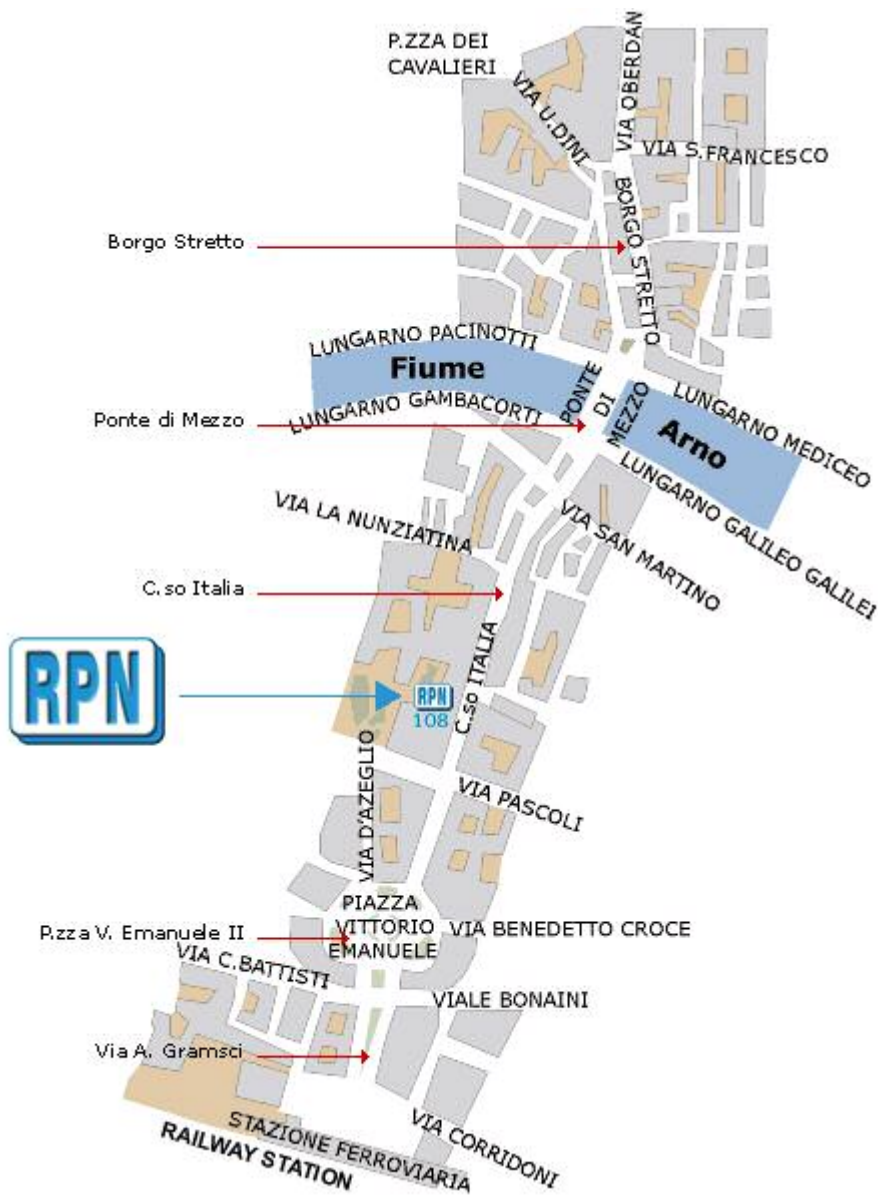 P.ZZA DEI
CAVALIERI
VIA U.DINI
VIA OBERDAN
VIA S.FRANCESCO
Borgo Stretto
BORGO STRETTO
LUNGARNO PACINOTTI
Fiume
LUNGARNO GAMBACORTI
Ponte di Mezzo
PONTE
DI
MEZZO
Arno
LUNGARNO MEDICEO
LUNGARNO GALILEO GALILEI
VIA LA NUNZIATINA
VIA SAN MARTINO
C.so Italia
C.so ITALIA
RPN
RPN
108
VIA D'AZEGLIO
VIA PASCOLI
PIAZZA
VITTORIO
EMANUELE
P.zza V. Emanuele II
VIA BENEDETTO CROCE
VIA C.BATTISTI
VIALE BONAINI
Via A. Gramsci
VIA CORRIDONI
STAZIONE FERROVIARIA
RAILWAY STATION